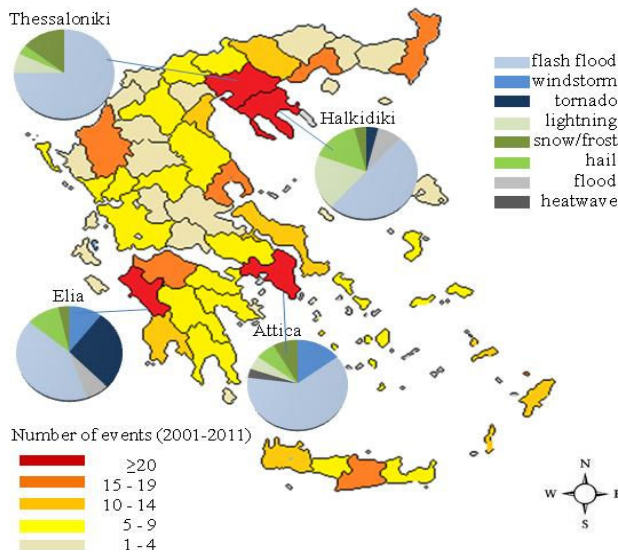 Thessaloniki
flash flood
windstorm
tornado
lightning
snow/frost
hail
flood
heatwave
Halkidiki
Elia
Attica
Number of events (2001-2011)
≥20
15 - 19
10 - 14
5 - 9
1 - 4
N
W E
S